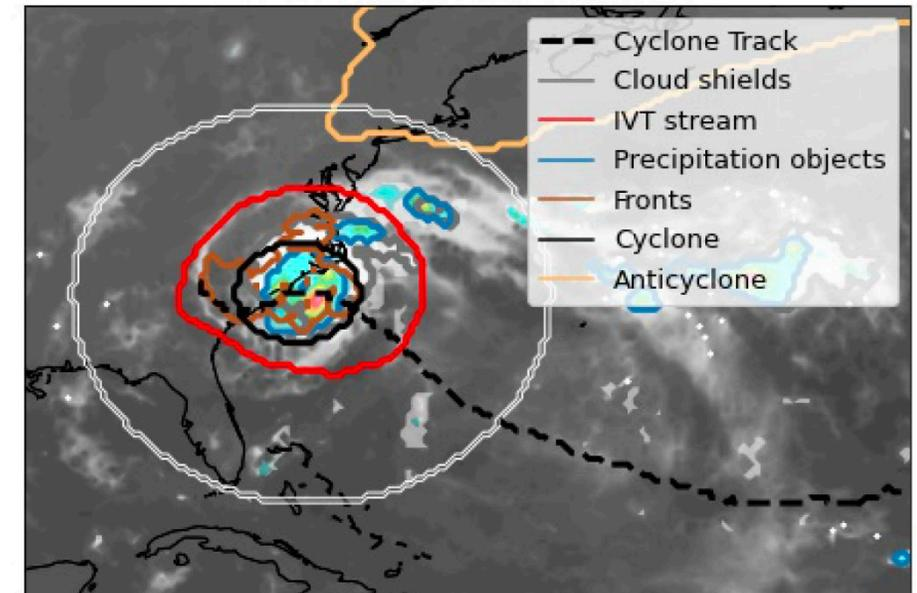 Cyclone Track
Cloud shields
IVT stream
Precipitation objects
Fronts
Cyclone
Anticyclone